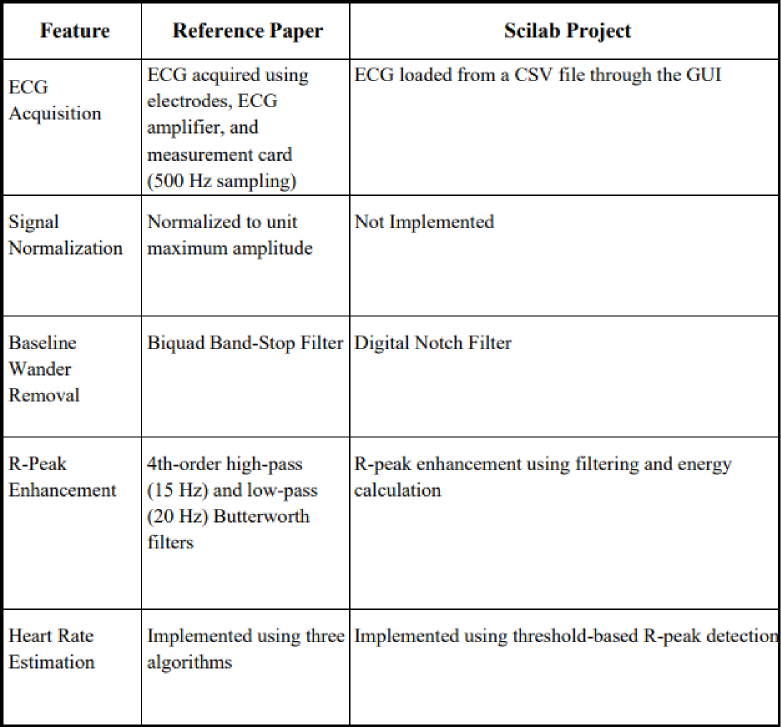 Feature
Reference Paper
Scilab Project
ECG
Acquisition
ECG acquired using
electrodes, ECG
amplifier, and
measurement card
(500 Hz sampling)
ECG loaded from a CSV file through the GUI
Signal
Normalization
Normalized to unit
maximum amplitude
Not Implemented
Baseline
Wander
Removal
Biquad Band-Stop Filter
Digital Notch Filter
R-Peak
Enhancement
4th-order high-pass
(15 Hz) and low-pass
(20 Hz) Butterworth
filters
R-peak enhancement using filtering and energy
calculation
Heart Rate
Estimation
Implemented using three
algorithms
Implemented using threshold-based R-peak detection